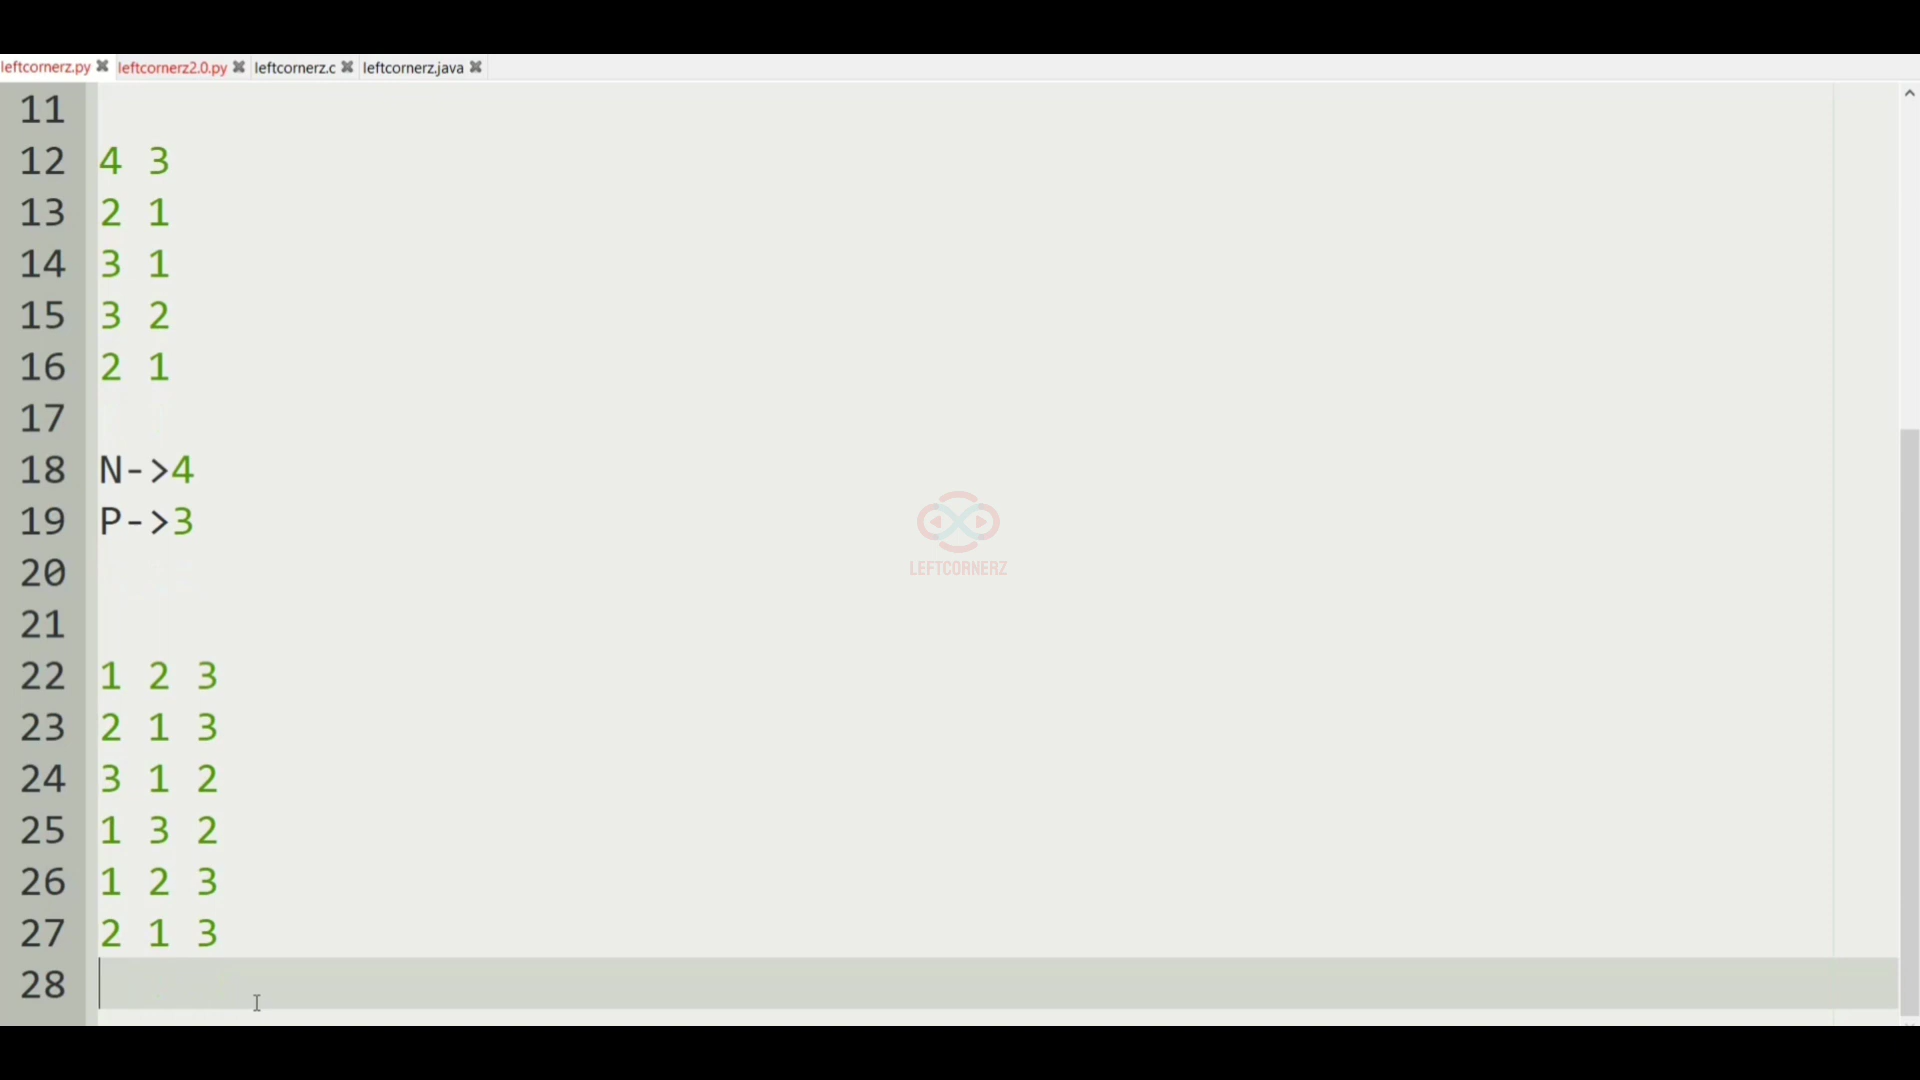 leftcornerz.py leftcornerz2.0.py leftcornerz.c leftcornerz.java
11
12 4 3
13 2 1
14 3 1
15 3 2
16 2 1
17
18 N->4
19 P->3
20
21
22 1 2 3
23 2 1 3
24 3 1 2
25 1 3 2
26 1 2 3
27 2 1 3
28
LEFTCORNERZ